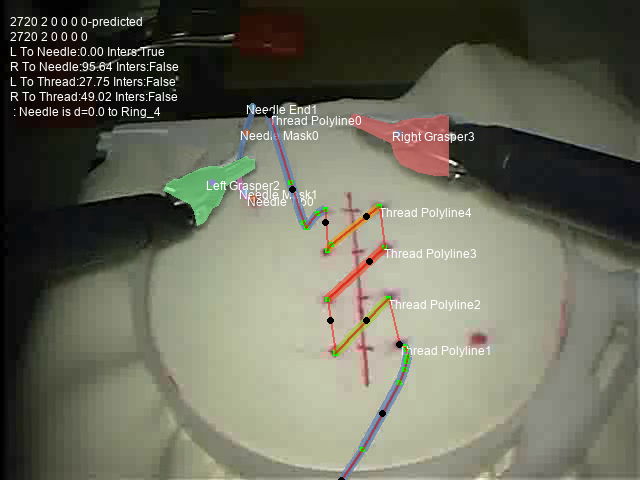 2720 2 0 0 0 0-predicted
2720 2 0 0 0 0
L To Needle:0.00 Inters:True
R To Needle:95.64 Inters:False
L To Thread:27.75 Inters:False
R To Thread:49.02 Inters:False
: Needle is d=0.0 to Ring_4
Needle End1
Thread Polyline0
Needle Mask0
Right Grasper3
Left Grasper2
Needle Mask1
Thread Polyline4
Thread Polyline3
Thread Polyline2
Thread Polyline1